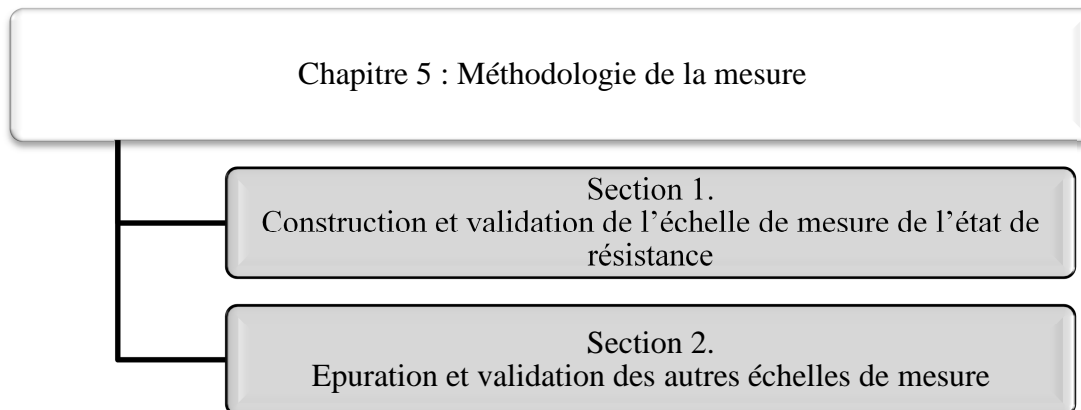 Chapitre 5 : Méthodologie de la mesure
Section 1.
Construction et validation de l’échelle de mesure de l’état de
résistance
Section 2.
Epuration et validation des autres échelles de mesure